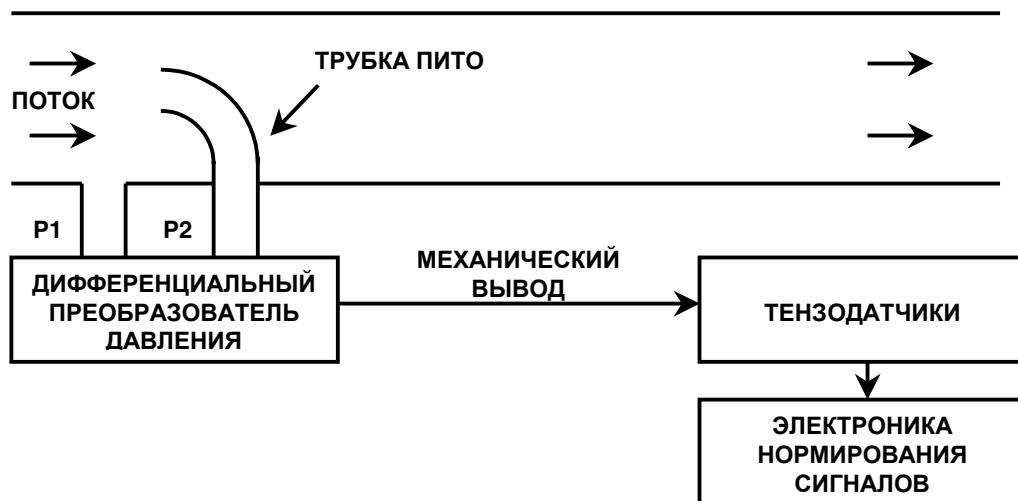 ТРУБКА ПИТО
ПОТОК
P1
P2
ДИФФЕРЕНЦИАЛЬНЫЙ
ПРЕОБРАЗОВАТЕЛЬ
ДАВЛЕНИЯ
МЕХАНИЧЕСКИЙ
ВЫВОД
ТЕНЗОДАТЧИКИ
ЭЛЕКТРОНИКА
НОРМИРОВАНИЯ
СИГНАЛОВ